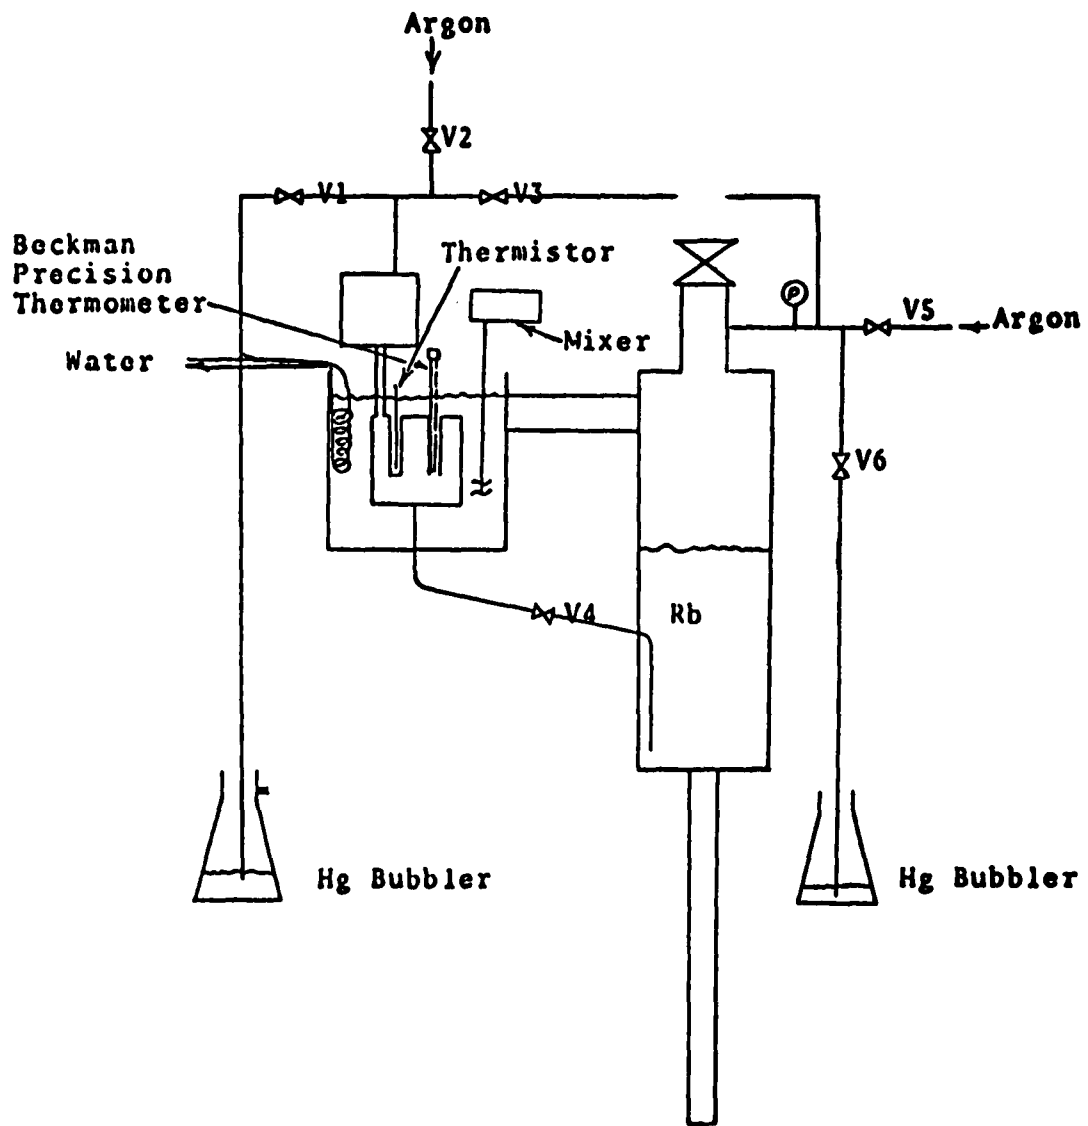 Argon
V2
V1
V3
Beckman
Precision
Thermometer
Thermistor
Mixer
Water
P
V5
Argon
V6
V4
Rb
Hg Bubbler
Hg Bubbler